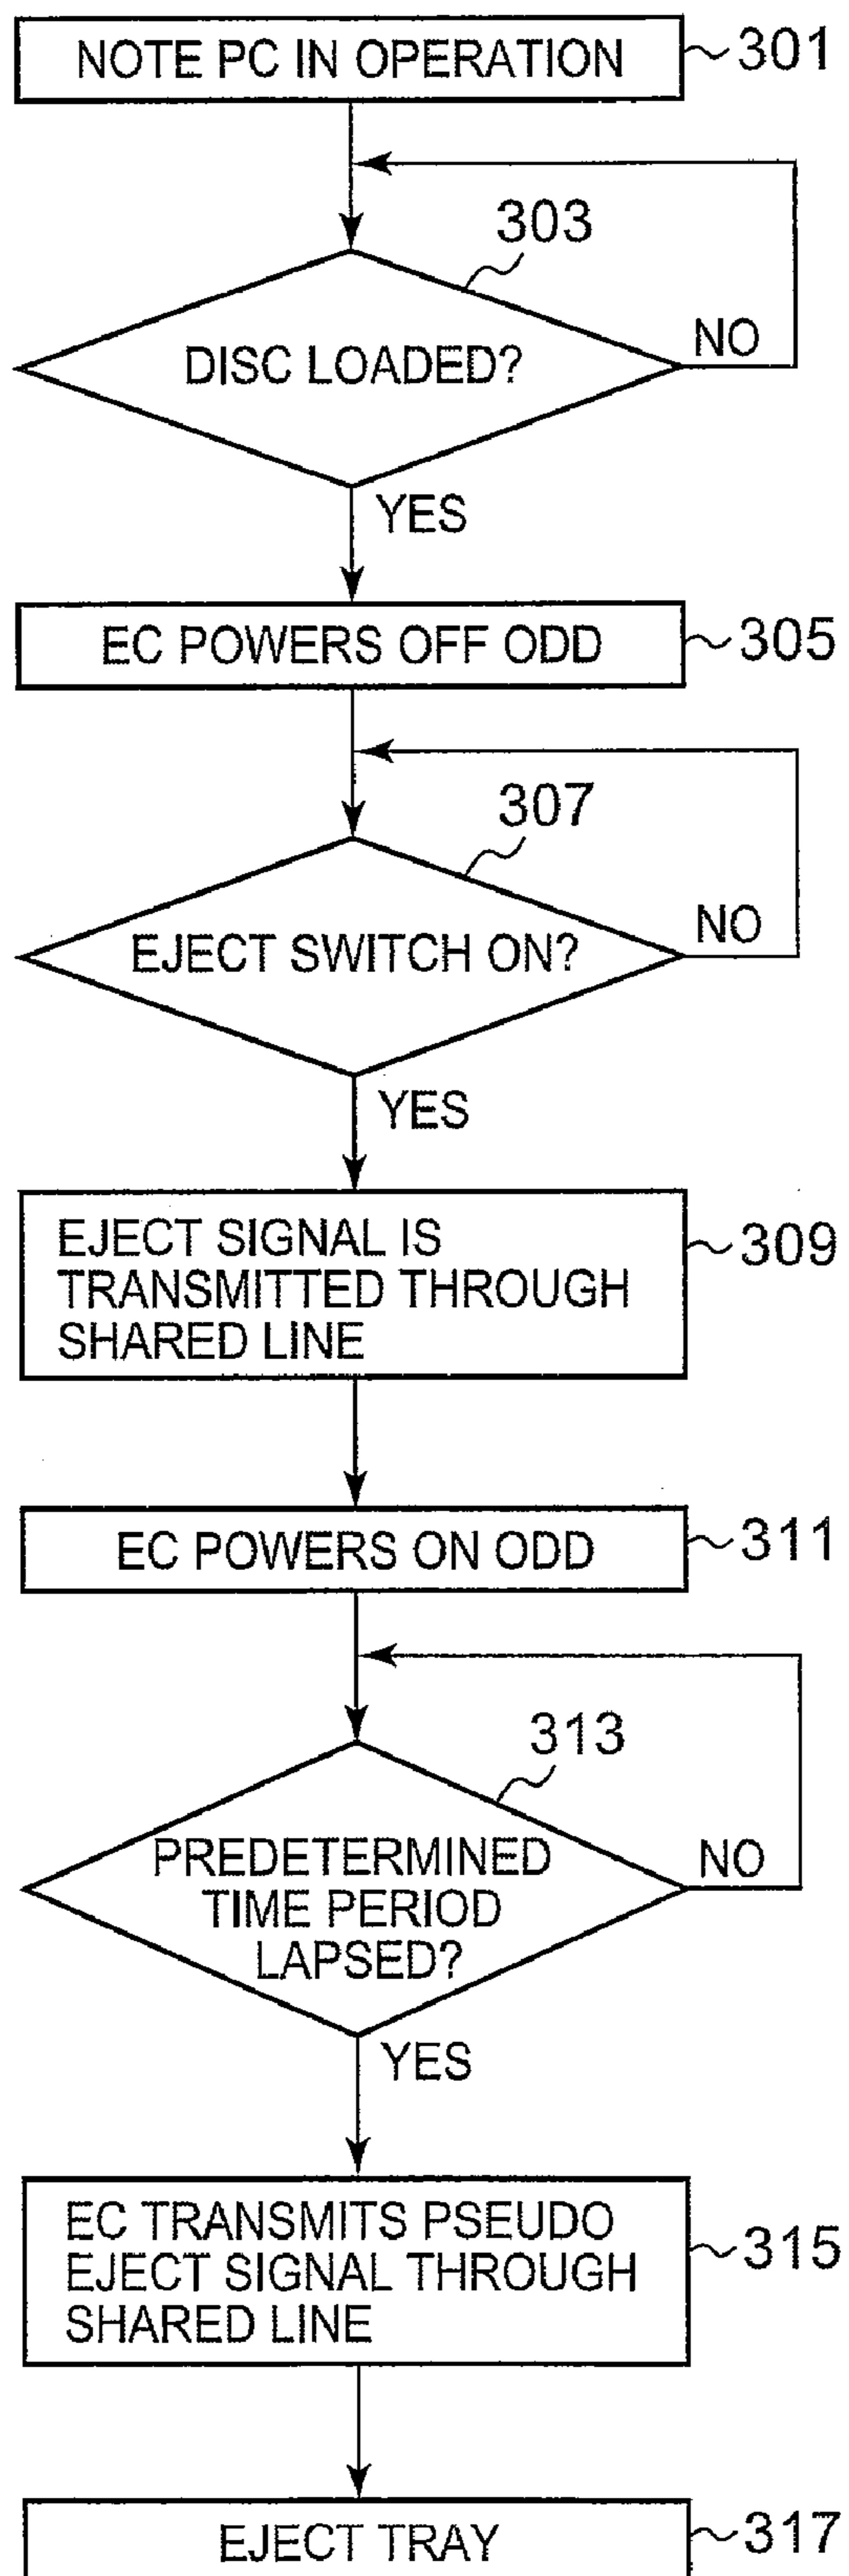 NOTE PC IN OPERATION
301
303
DISC LOADED?
NO
YES
EC POWERS OFF ODD
305
307
EJECT SWITCH ON?
NO
YES
EJECT SIGNAL IS
TRANSMITTED THROUGH
SHARED LINE
309
EC POWERS ON ODD
311
313
PREDETERMINED
TIME PERIOD
LAPSED?
NO
YES
EC TRANSMITS PSEUDO
EJECT SIGNAL THROUGH
SHARED LINE
315
EJECT TRAY
317